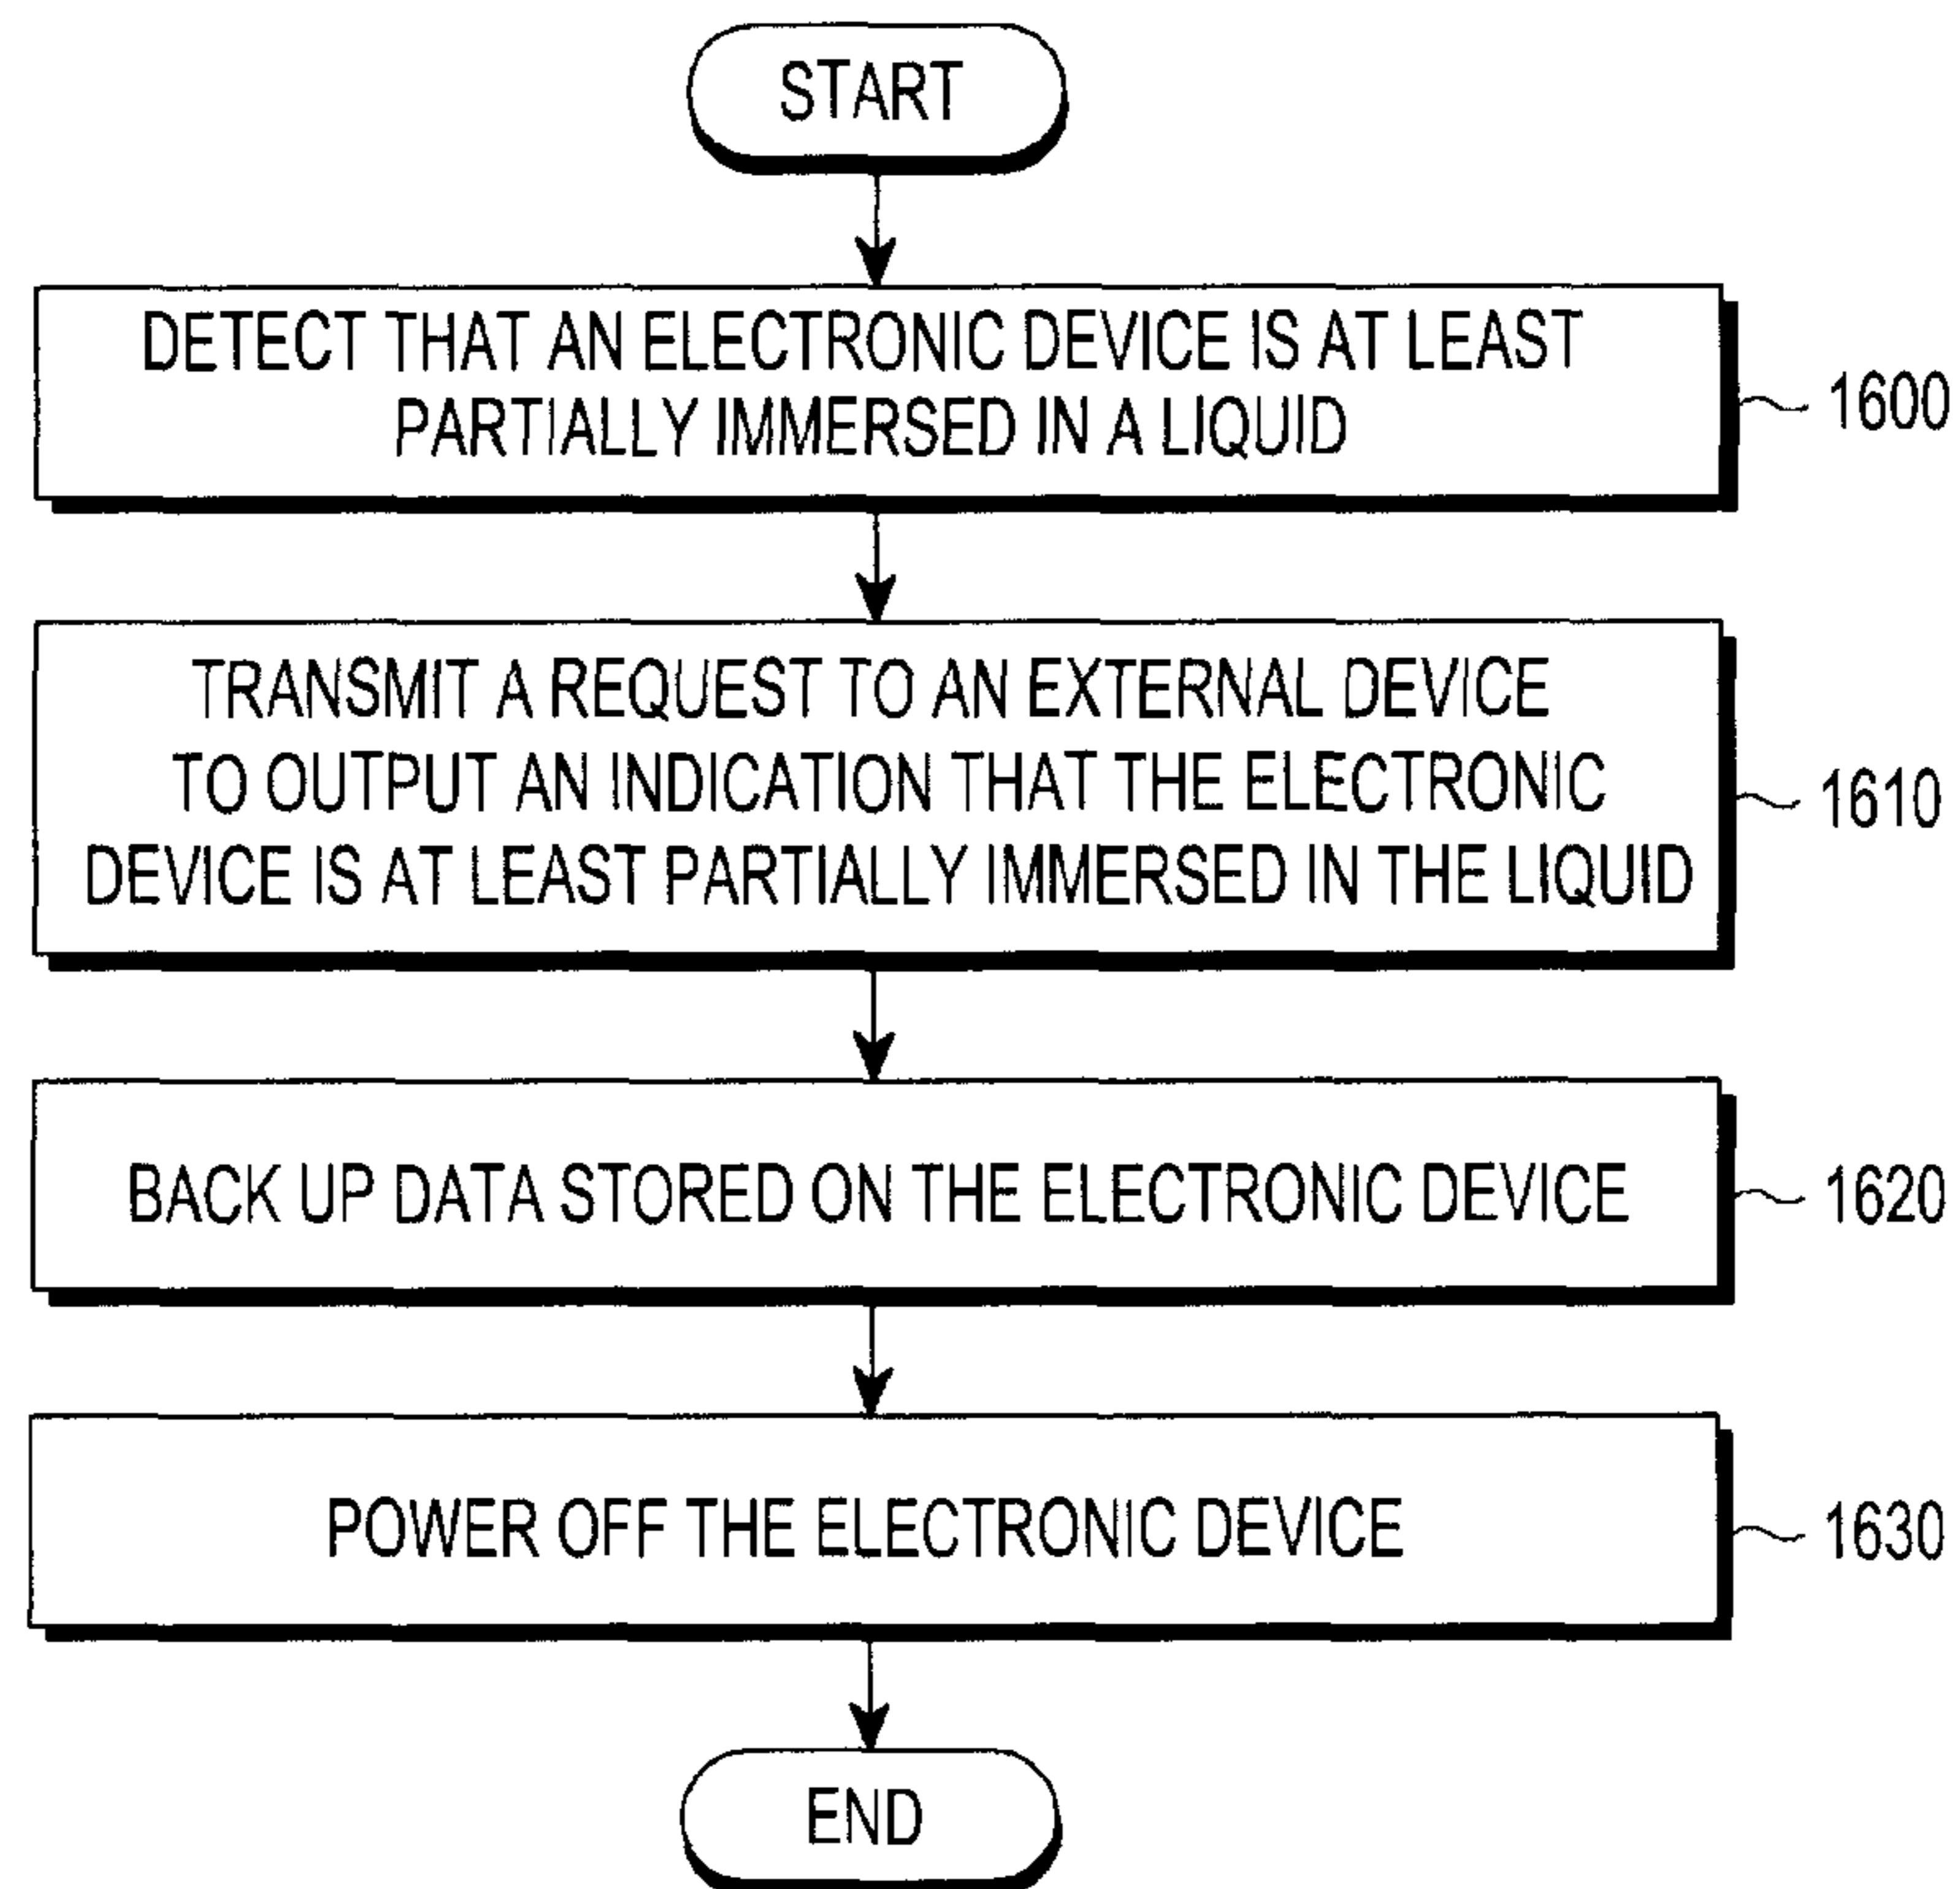 START
DETECT THAT AN ELECTRONIC DEVICE IS AT LEAST
PARTIALLY IMMERSED IN A LIQUID
1600
TRANSMIT A REQUEST TO AN EXTERNAL DEVICE
TO OUTPUT AN INDICATION THAT THE ELECTRONIC
DEVICE IS AT LEAST PARTIALLY IMMERSED IN THE LIQUID
1610
BACK UP DATA STORED ON THE ELECTRONIC DEVICE
1620
POWER OFF THE ELECTRONIC DEVICE
1630
END